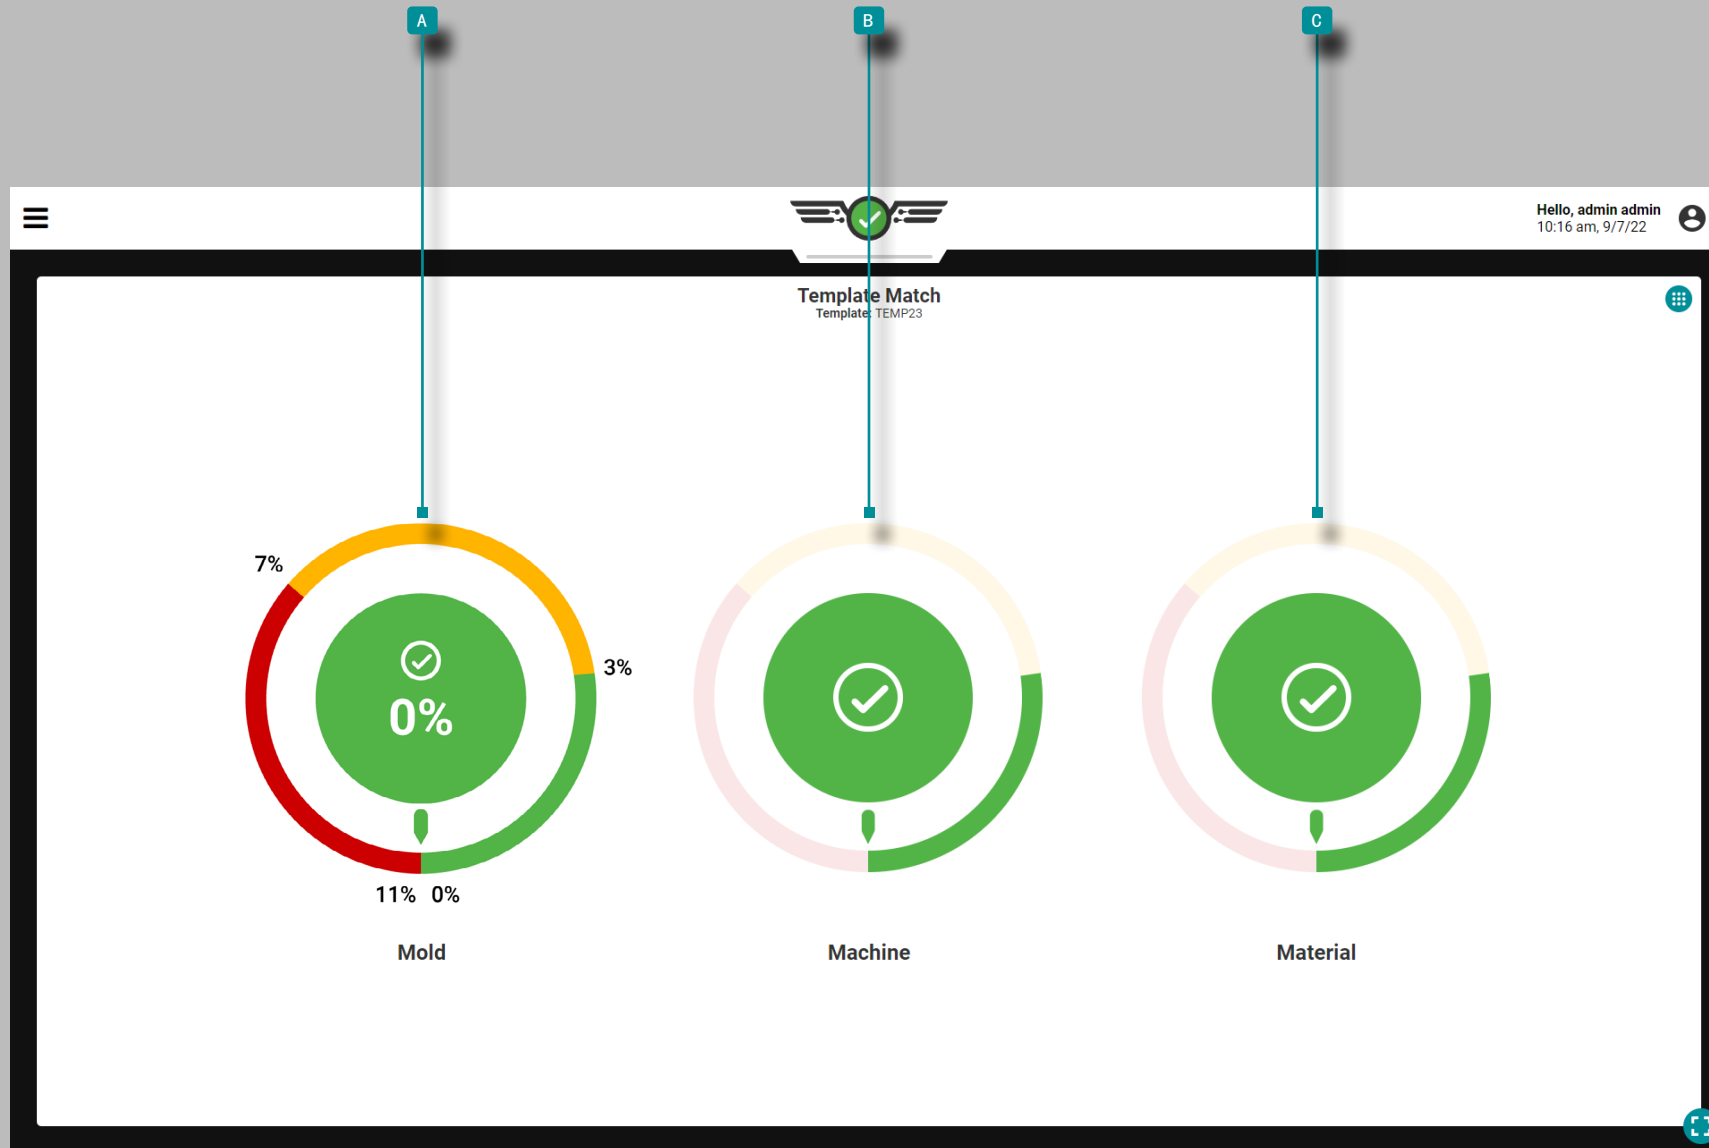 A
B
C
Hello, admin admin
10:16 am, 9/7/22
Template Match
Template: TEMP23
7%
3%
0%
11% 0%
Mold
Machine
Material